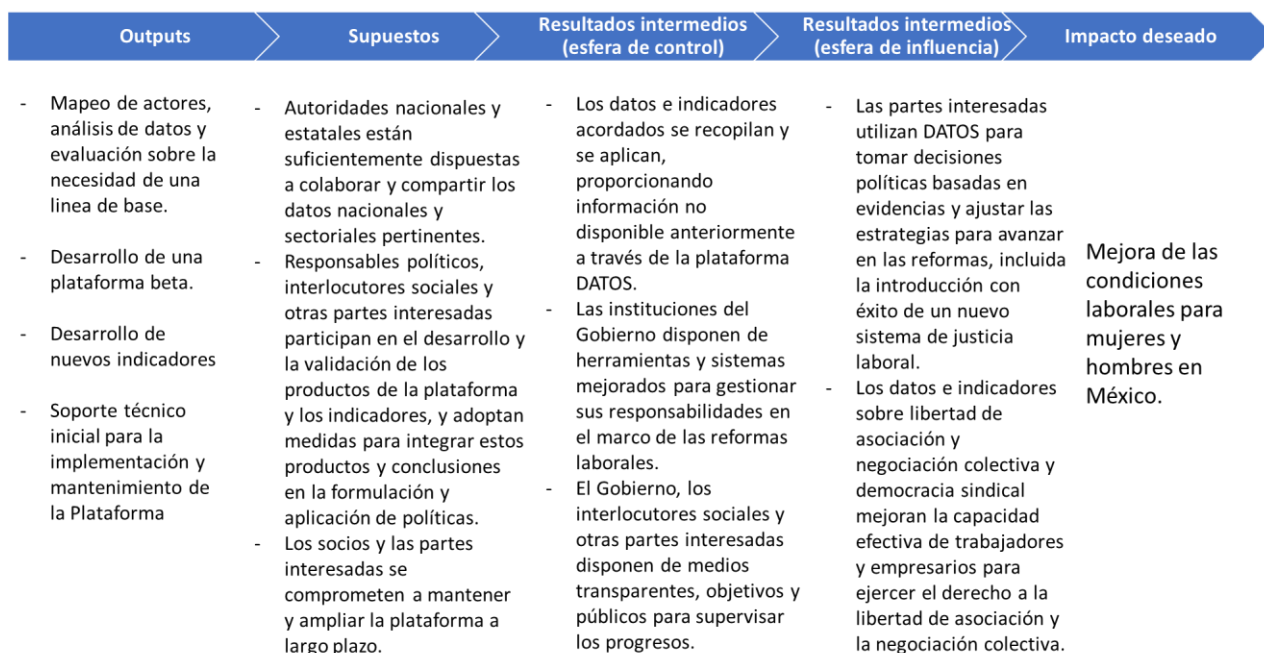 Outputs
Supuestos
Resultados intermedios
(esfera de control)
Resultados intermedios
(esfera de influencia)
Impacto deseado
- Mapeo de actores,
análisis de datos y
evaluación sobre la
necesidad de una
linea de base.
- Desarrollo de una
plataforma beta.
- Desarrollo de
nuevos indicadores
- Soporte técnico
inicial para la
implementación y
mantenimiento de
la Plataforma
- Autoridades nacionales y
estatales están
suficientemente dispuestas
a colaborar y compartir los
datos nacionales y
sectoriales pertinentes.
- Responsables políticos,
interlocutores sociales y
otras partes interesadas
participan en el desarrollo y
la validación de los
productos de la plataforma
y los indicadores, y adoptan
medidas para integrar estos
productos y conclusiones
en la formulación y
aplicación de políticas.
- Los socios y las partes
interesadas se
comprometen a mantener
y ampliar la plataforma a
largo plazo.
- Los datos e indicadores
acordados se recopilan y
se aplican,
proporcionando
información no
disponible anteriormente
a través de la plataforma
DATOS.
- Las instituciones del
Gobierno disponen de
herramientas y sistemas
mejorados para gestionar
sus responsabilidades en
el marco de las reformas
laborales.
- El Gobierno, los
interlocutores sociales y
otras partes interesadas
disponen de medios
transparentes, objetivos y
públicos para supervisar
los progresos.
- Las partes interesadas
utilizan DATOS para
tomar decisiones
políticas basadas en
evidencias y ajustar las
estrategias para avanzar
en las reformas, incluida
la introducción con
éxito de un nuevo
sistema de justicia
laboral.
- Los datos e indicadores
sobre libertad de
asociación y
negociación colectiva y
democracia sindical
mejoran la capacidad
efectiva de trabajadores
y empresarios para
ejercer el derecho a la
libertad de asociación y
la negociación colectiva.
Mejora de las
condiciones
laborales para
mujeres y
hombres en
México.